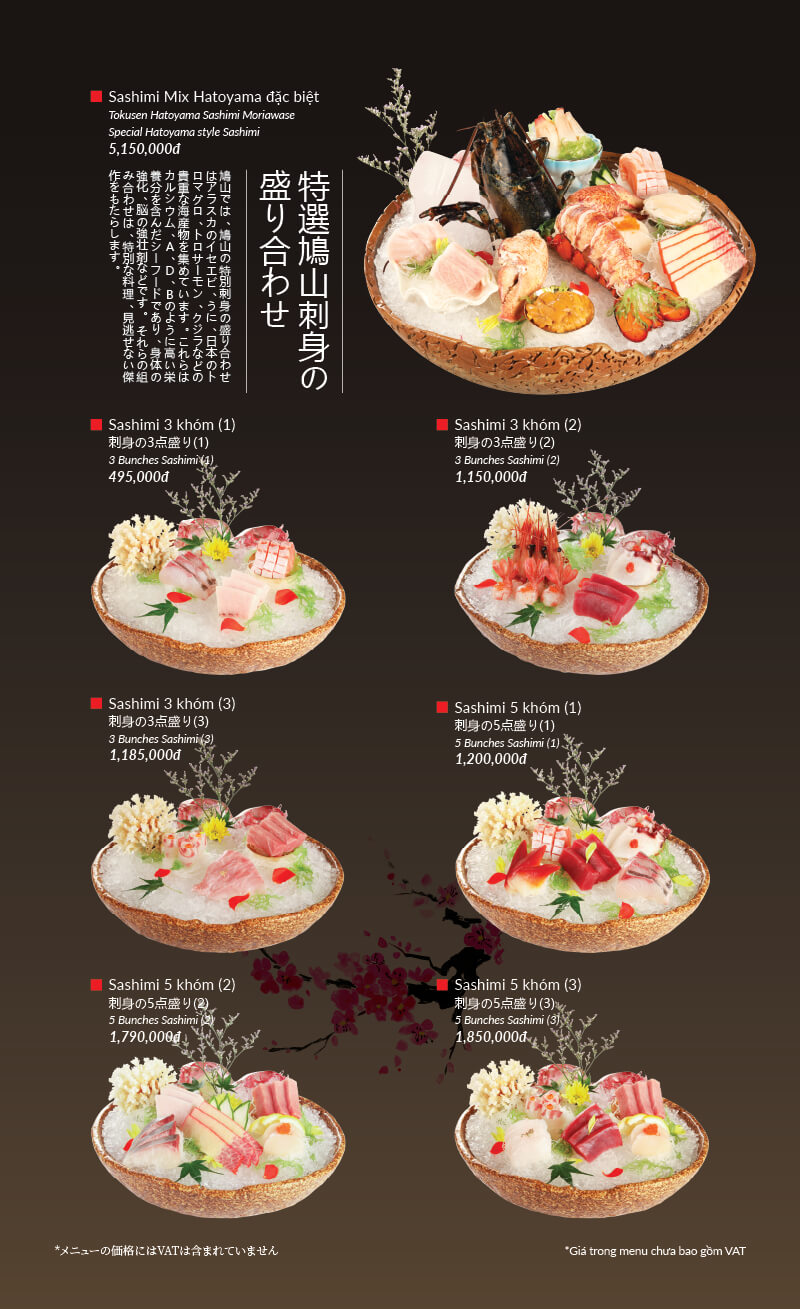 Sashimi Mix Hatoyama đặc biệt
Tokusen Hatoyama Sashimi Moriawase
Special Hatoyama style Sashimi
5,150,000đ
特選鳩山刺身の
盛り合わせ
鳩山では、鳩山の特別刺身の盛り合わせ
はアラスカのイセエビ、うに、日本のト
ロマグロ、トロサーモン、クジラなどの
貴重な海産物を集めています。これらは
カルシウム、A、D、Bのように高い栄
養分を含んだシーフードであり、身体の
強化、脳の強壮剤などです。それらの組
み合わせは、特別な料理、見逃せない傑
作をもたらします。
Sashimi 3 khóm (1)
刺身の3点盛り(1)
3 Bunches Sashimi (1)
495,000đ
Sashimi 3 khóm (2)
刺身の3点盛り(2)
3 Bunches Sashimi (2)
1,150,000đ
Sashimi 3 khóm (3)
刺身の3点盛り(3)
3 Bunches Sashimi (3)
1,185,000đ
Sashimi 5 khóm (1)
刺身の5点盛り(1)
5 Bunches Sashimi (1)
1,200,000đ
Sashimi 5 khóm (2)
刺身の5点盛り(2)
5 Bunches Sashimi (2)
1,790,000đ
Sashimi 5 khóm (3)
刺身の5点盛り(3)
5 Bunches Sashimi (3)
1,850,000đ
*メニューの価格にはVATは含まれていません
*Giá trong menu chưa bao gồm VAT